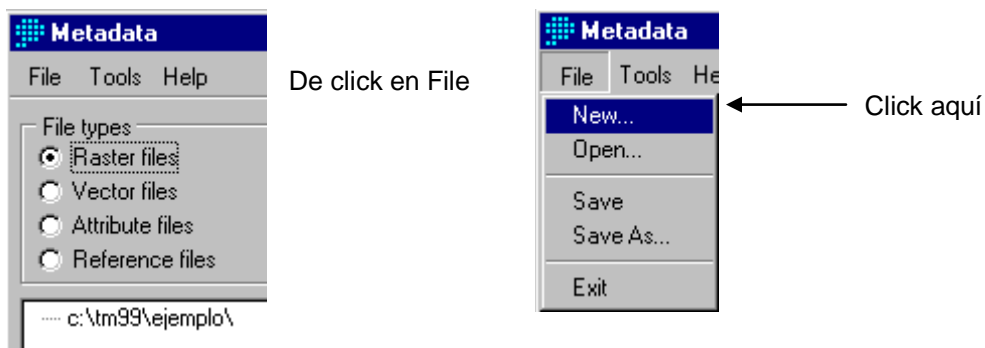 Metadata
File Tools Help
File types
Raster files
Vector files
Attribute files
Reference files
c:\tm99\ejemplo\
De click en File
Metadata
File Tools He
New...
Open...
Save
Save As...
Exit
Click aquí